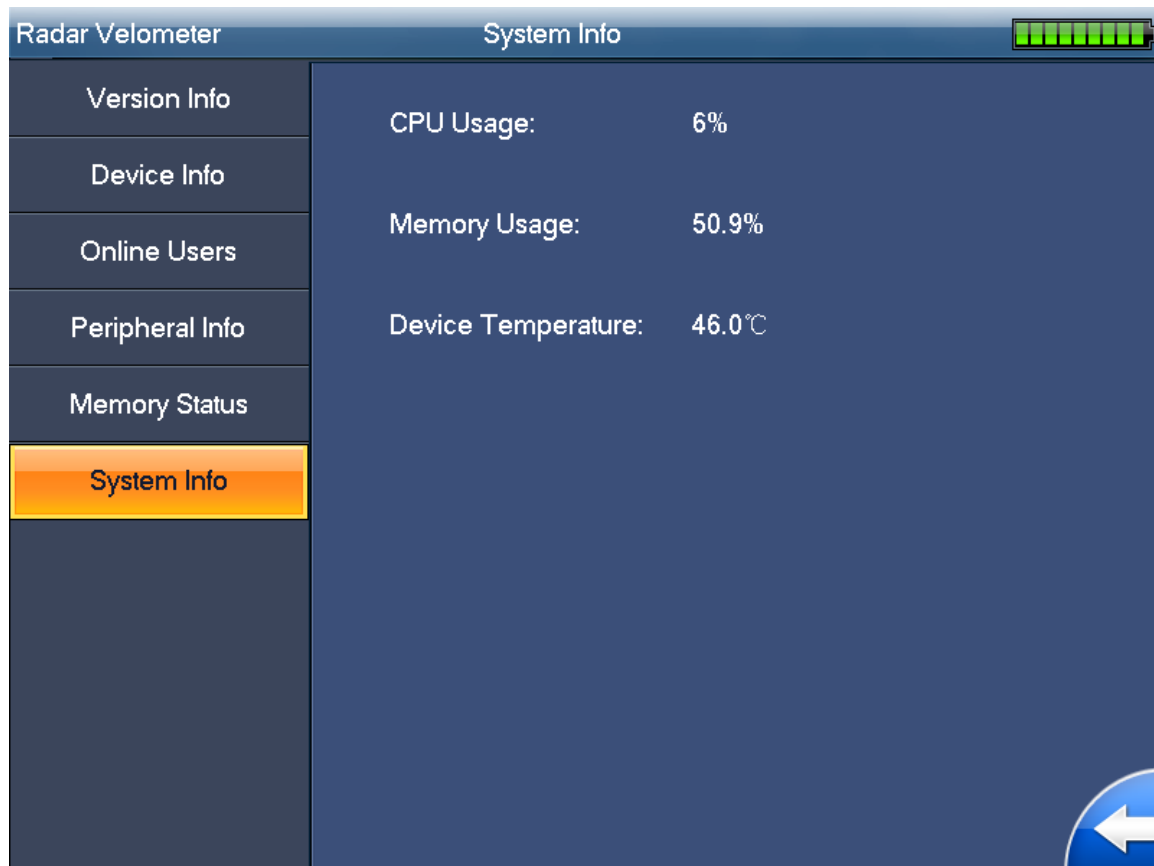 Radar Velometer System Info
Version Info
Device Info
Online Users
Peripheral Info
Memory Status
System Info
CPU Usage: 6%
Memory Usage: 50.9%
Device Temperature: 46.0℃